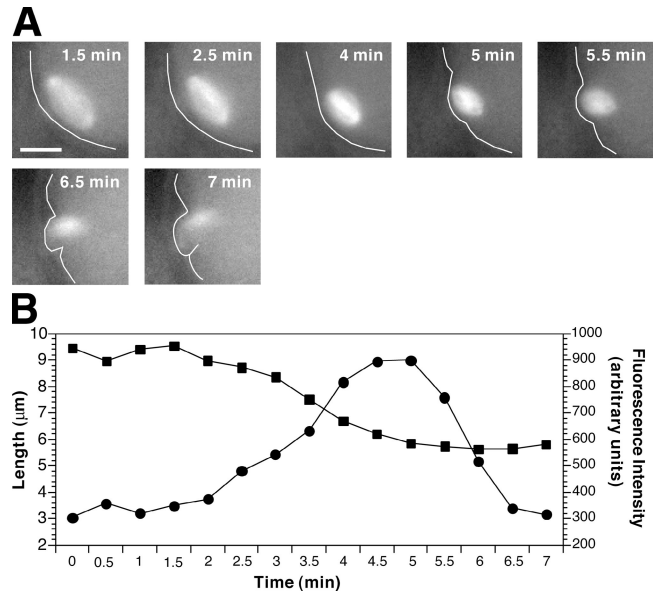 A
1.5 min 2.5 min 4 min 5 min 5.5 min
6.5 min 7 min
B
10 1000
9 900
8 800
7 700
6 600
5 500
4 400
3 300
2 200
Length (μm)
Fluorescence Intensity
(arbitrary units)
0 0.5 1 1.5 2 2.5 3 3.5 4 4.5 5 5.5 6 6.5 7
Time (min)